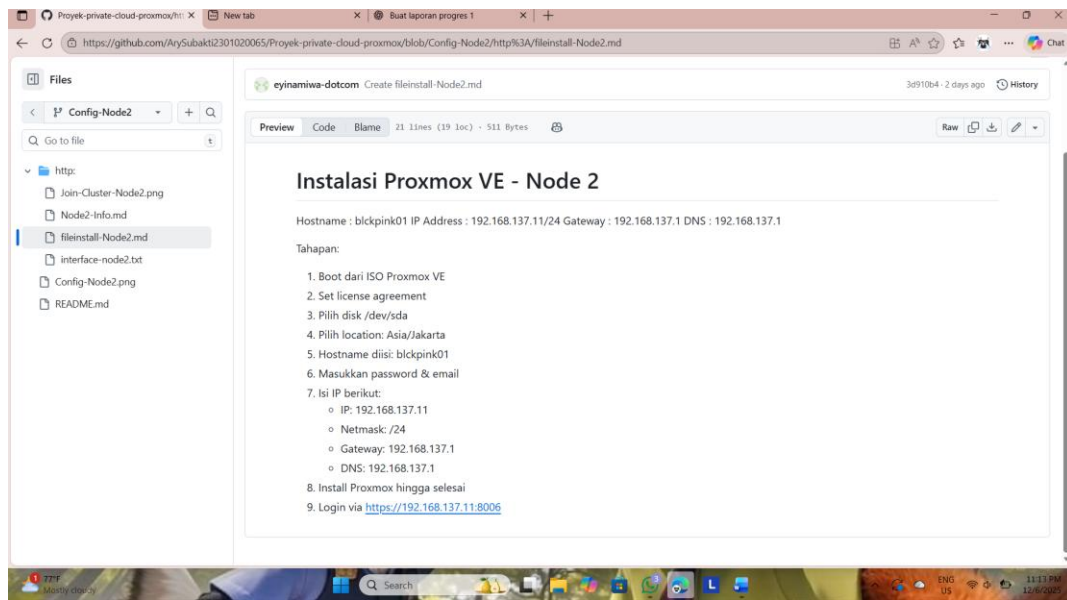 Proyek-private-cloud-proxmox/htt
New tab
Buat laporan progres 1
https://github.com/ArySubakti2301020065/Proyek-private-cloud-proxmox/blob/Config-Node2/http%3A/fileinstall-Node2.md
Chat
Files
eyinamiwa-dotcom Create fileinstall-Node2.md
3d910b4 · 2 days ago
History
Config-Node2
Preview
Code
Blame
21 lines (19 loc) · 511 Bytes
Raw
Go to file
t
http:
Join-Cluster-Node2.png
Node2-Info.md
fileinstall-Node2.md
interface-node2.txt
Config-Node2.png
README.md
Instalasi Proxmox VE - Node 2
Hostname : blckpink01 IP Address : 192.168.137.11/24 Gateway : 192.168.137.1 DNS : 192.168.137.1
Tahapan:
1. Boot dari ISO Proxmox VE
2. Set license agreement
3. Pilih disk /dev/sda
4. Pilih location: Asia/Jakarta
5. Hostname diisi: blckpink01
6. Masukkan password & email
7. Isi IP berikut:
IP: 192.168.137.11
Netmask: /24
Gateway: 192.168.137.1
DNS: 192.168.137.1
8. Install Proxmox hingga selesai
9. Login via https://192.168.137.11:8006
1
77°F
Mostly cloudy
Search
L
ENG
US
11:13 PM
12/6/2025